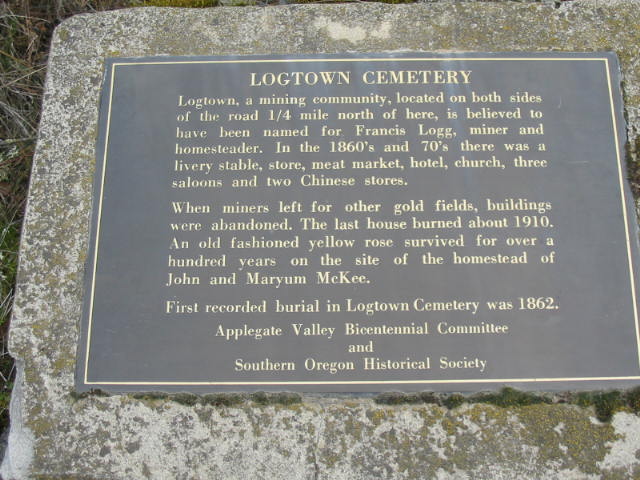 LOGTOWN CEMETERY
Logtown, a mining community, located on both sides
of the road 1/4 mile north of here, is believed to
have been named for Francis Logg, miner and
homesteader. In the 1860's and 70's there was a
livery stable, store, meat market, hotel, church, three
saloons and two Chinese stores.
When miners left for other gold fields, buildings
were abandoned. The last house burned about 1910.
An old fashioned yellow rose survived for over a
hundred years on the site of the homestead of
John and Maryum McKee.
First recorded burial in Logtown Cemetery was 1862.
Applegate Valley Bicentennial Committee
and
Southern Oregon Historical Society